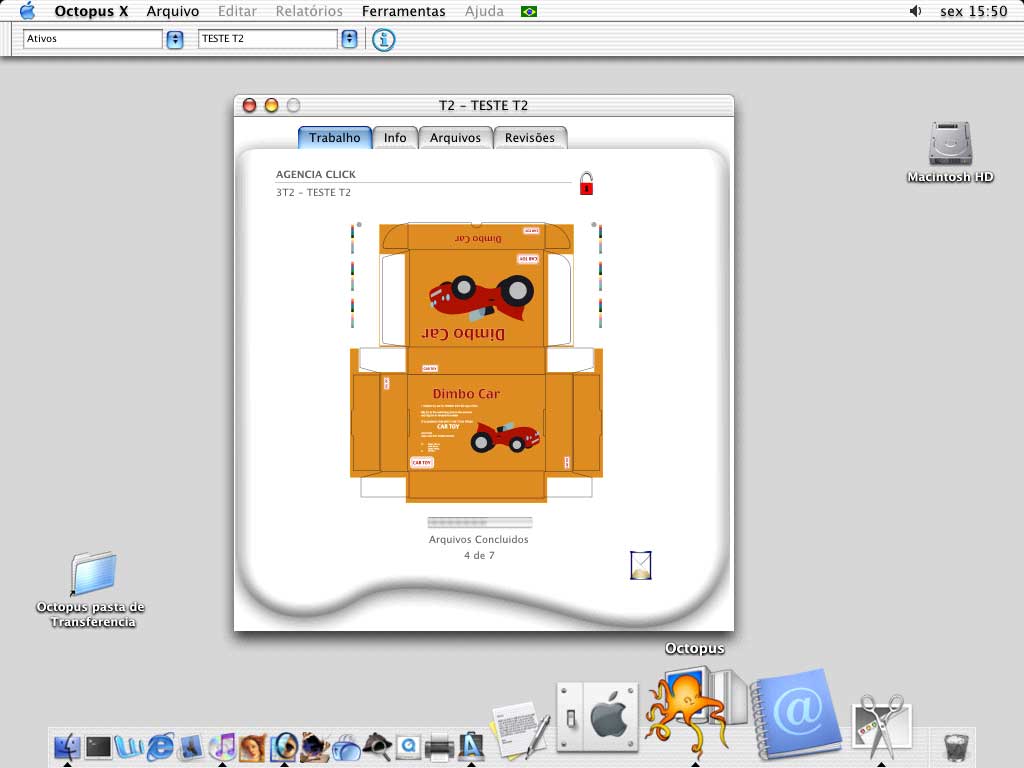 Octopus X Arquivo Editar Relatórios Ferramentas Ajuda
sex 15:50
Ativos
TESTE T2
T2 – TESTE T2
Trabalho Info Arquivos Revisões
AGENCIA CLICK
3T2 – TESTE T2
CAR TOY
Dimbo Car
CAR TOY
Dimbo Car
CAR TOY
Dimbo Car
CAR TOY
CAR TOY
Arquivos Concluidos
4 de 7
Macintosh HD
Octopus pasta de
Transferencia
Octopus
@